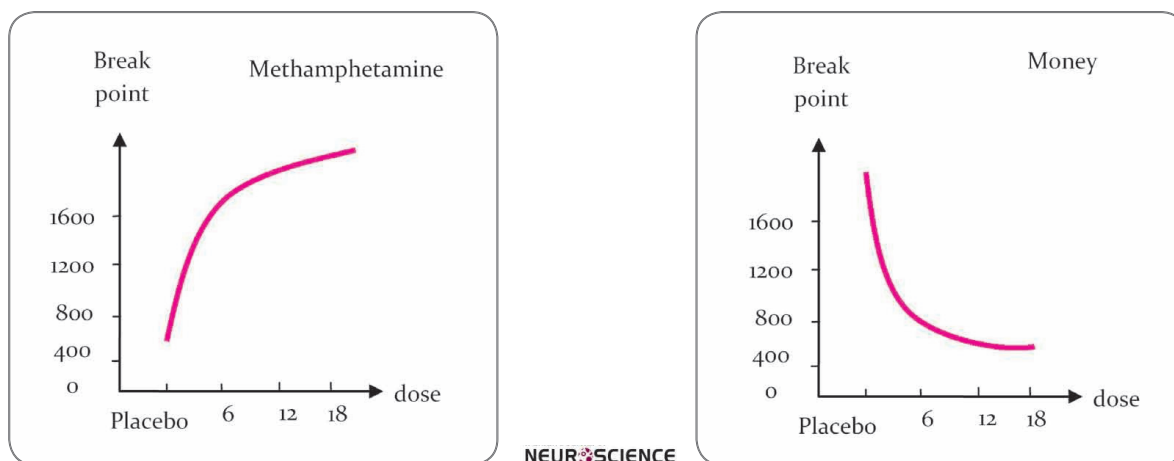 Break
point
Methamphetamine
1600
1200
800
400
0
Placebo
6
12
18
dose
Break
point
Money
1600
1200
800
400
0
Placebo
6
12
18
dose
NEUROSCIENCE